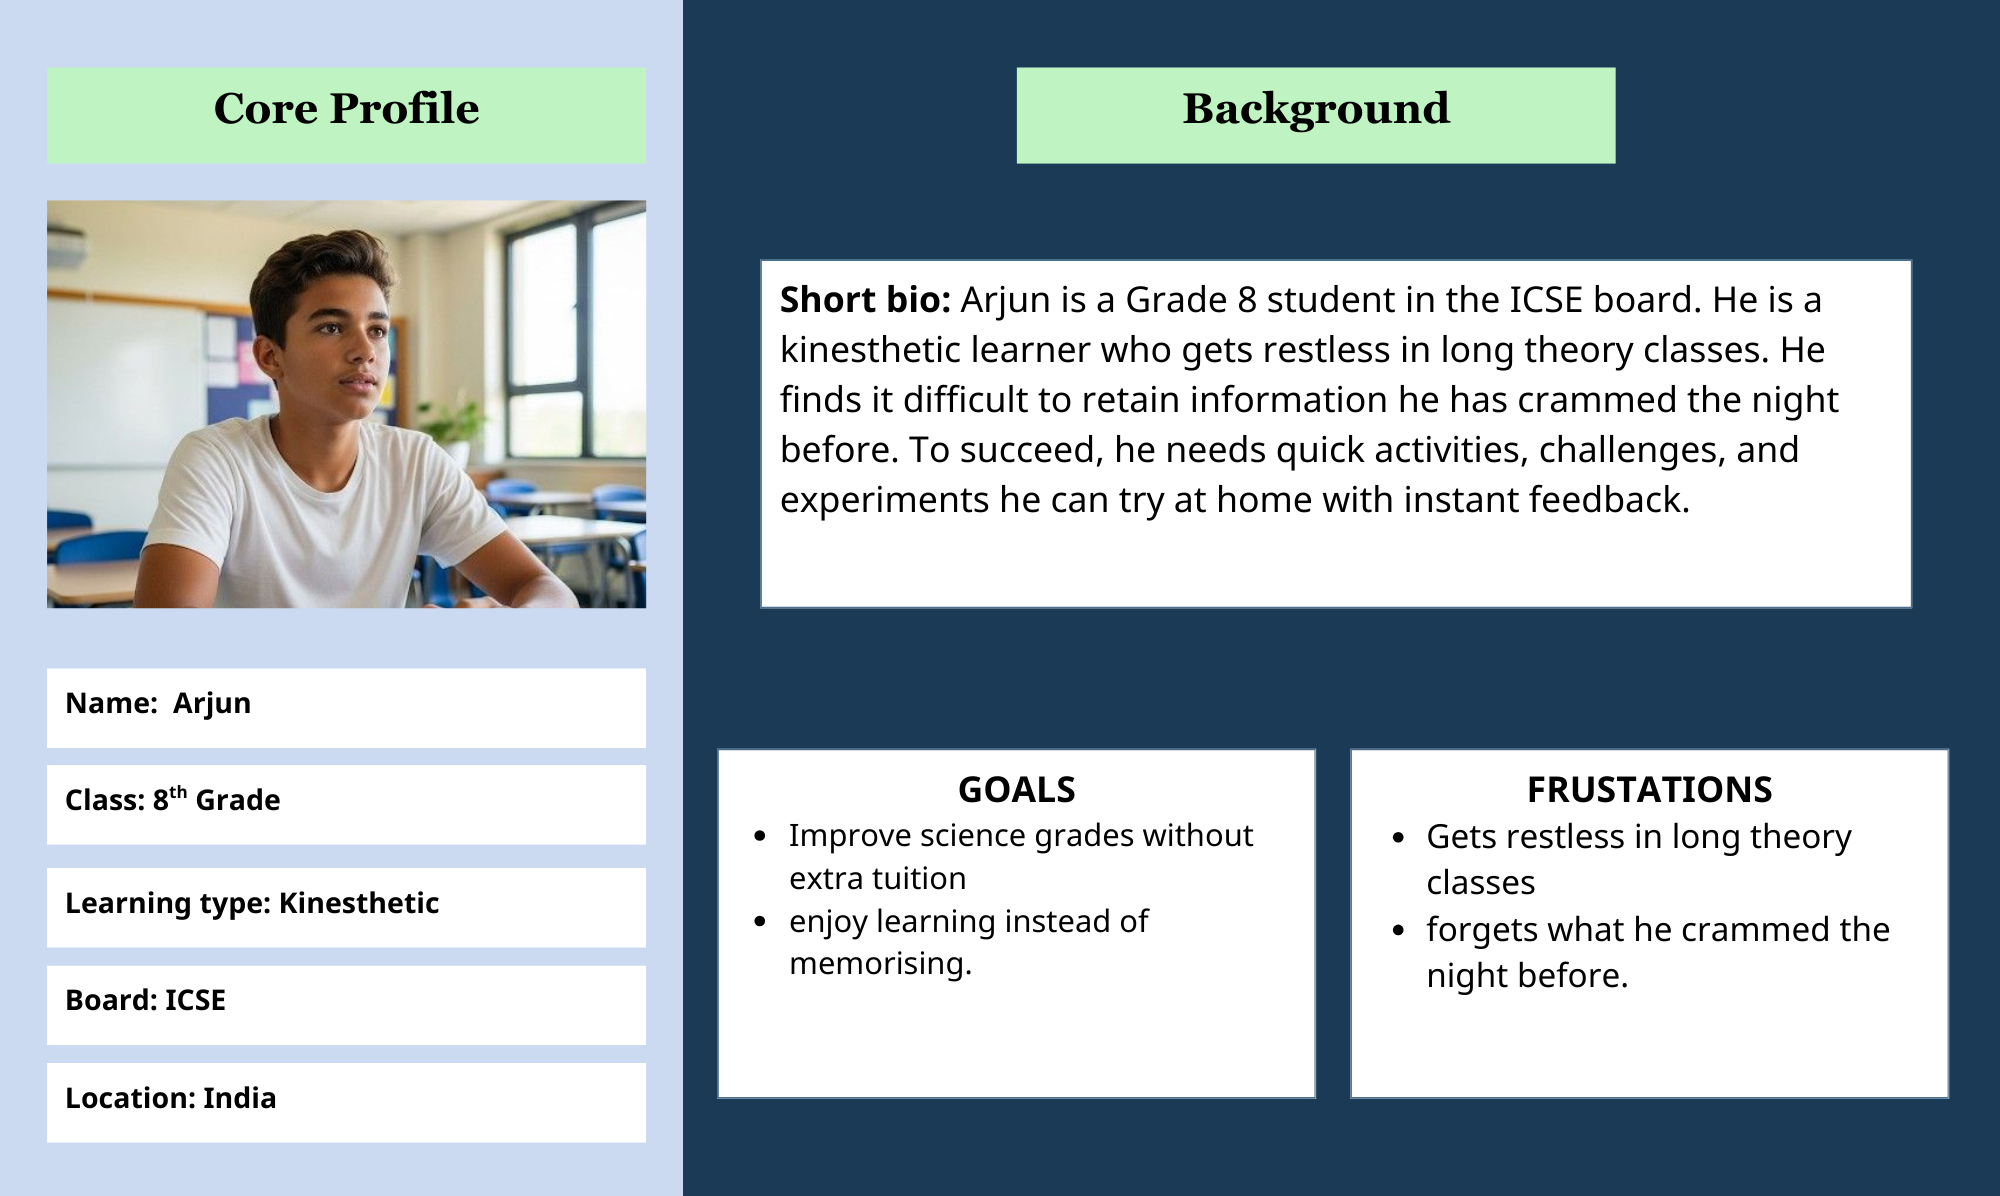 Core Profile
Name:  Arjun
Class: 8th Grade
Learning type: Kinesthetic
Board: ICSE
Location: India
Background
Short bio: Arjun is a Grade 8 student in the ICSE board. He is a
kinesthetic learner who gets restless in long theory classes. He
finds it difficult to retain information he has crammed the night
before. To succeed, he needs quick activities, challenges, and
experiments he can try at home with instant feedback.
GOALS
• Improve science grades without
extra tuition
• enjoy learning instead of
memorising.
FRUSTATIONS
• Gets restless in long theory
classes
• forgets what he crammed the
night before.